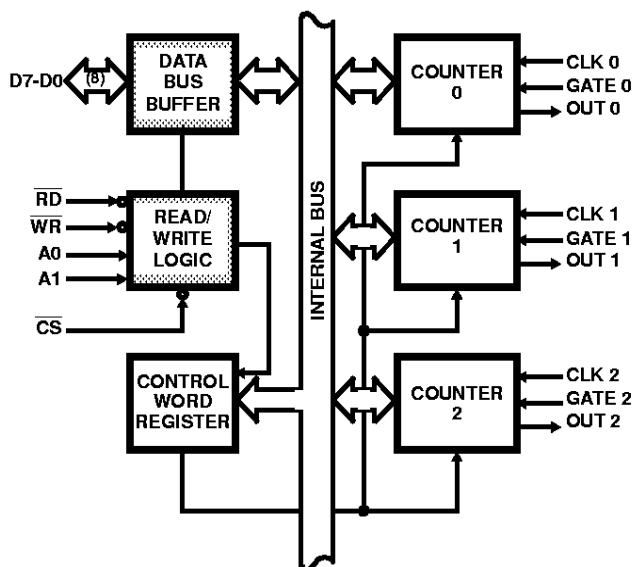 D7-D0
(8)
DATA
BUS
BUFFER
RD
WR
A0
A1
CS
READ/
WRITE
LOGIC
CONTROL
WORD
REGISTER
INTERNAL BUS
COUNTER
0
CLK 0
GATE 0
OUT 0
COUNTER
1
CLK 1
GATE 1
OUT 1
COUNTER
2
CLK 2
GATE 2
OUT 2